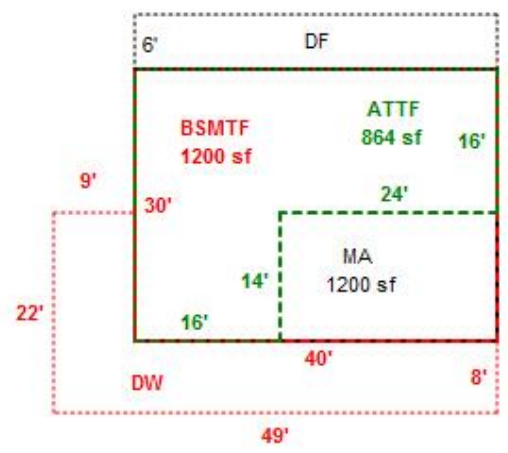 6'
DF
BSMTF
1200 sf
ATTF
864 sf
16'
9'
30'
24'
MA
1200 sf
14'
22'
16'
40'
DW
8'
49'